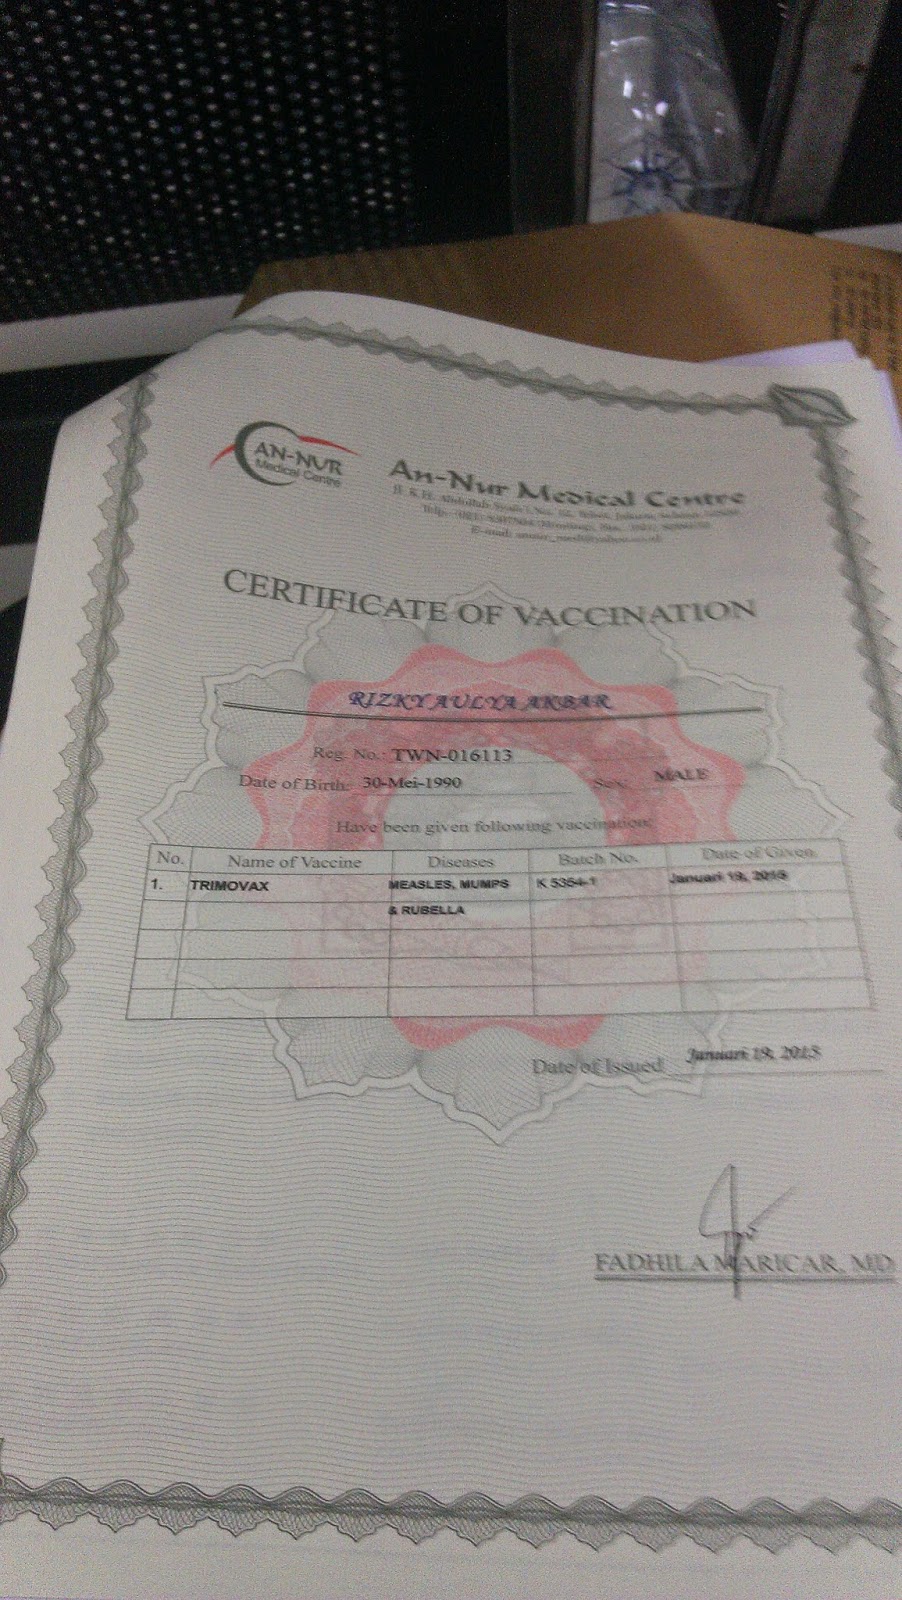 AN-NUR
Medical Centre
An-Nur Medical Centre
CERTIFICATE OF VACCINATION
RIZKY AULYA AKBAR
Reg. No.: TWN-016113
Date of Birth: 30-Mei-1990 Sex: MALE
Have been given following vaccination:
No. Name of Vaccine Diseases Batch No. Date of Given
1. TRIMOVAX MEASLES, MUMPS K 5354-1 Januari 19, 2015
& RUBELLA
Date of Issued Januari 19, 2015
FADHILA MARICAR, MD